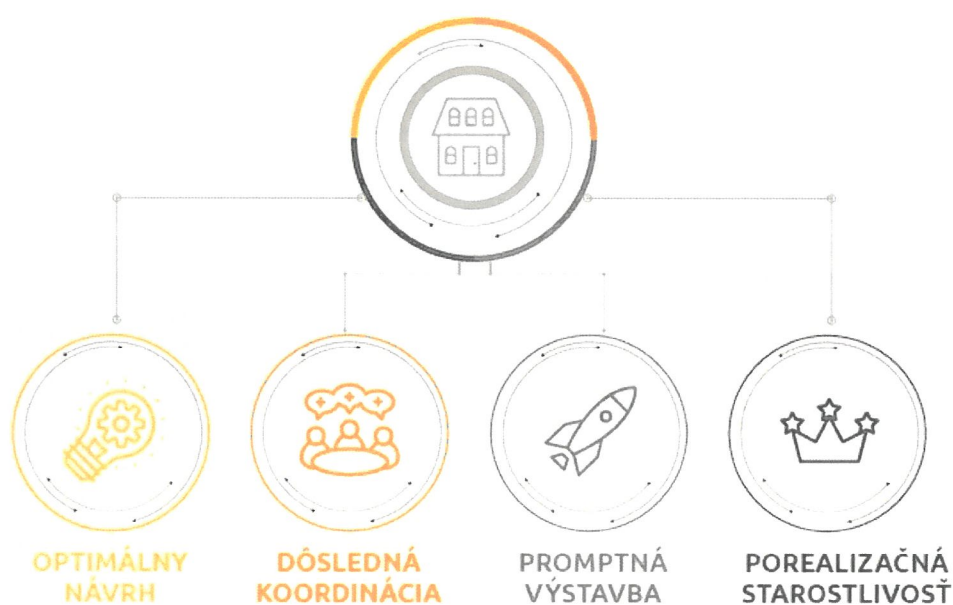 OPTIMÁLNY
NÁVRH
DÔSLEDNÁ
KOORDINÁCIA
PROMPTNÁ
VÝSTAVBA
POREALIZAČNÁ
STAROSTLIVOSŤ